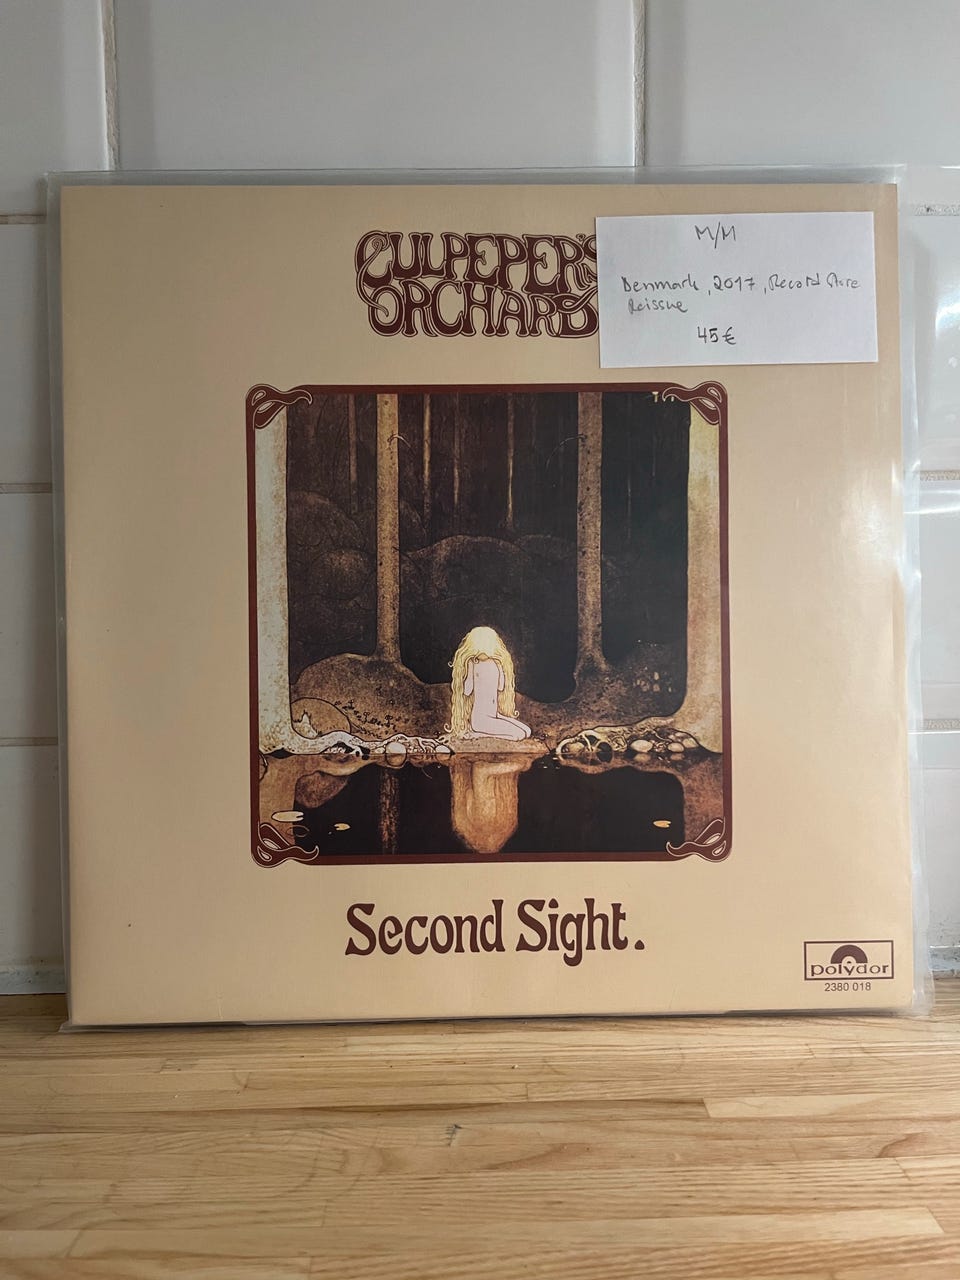 CULPEPER'S
ORCHARD
M/M
Denmark, 2017, Record Store
Reissue
45€
Second Sight.
polydor
2380 018